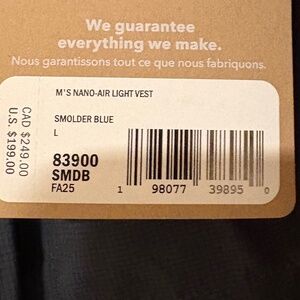 We guarantee
everything we make.
Nous garantissons tout ce que nous fabriquons.
M'S NANO-AIR LIGHT VEST
SMOLDER BLUE
L
83900
SMDB
FA25
1 98077 39895 0
CAD $249.00
U.S. $199.00